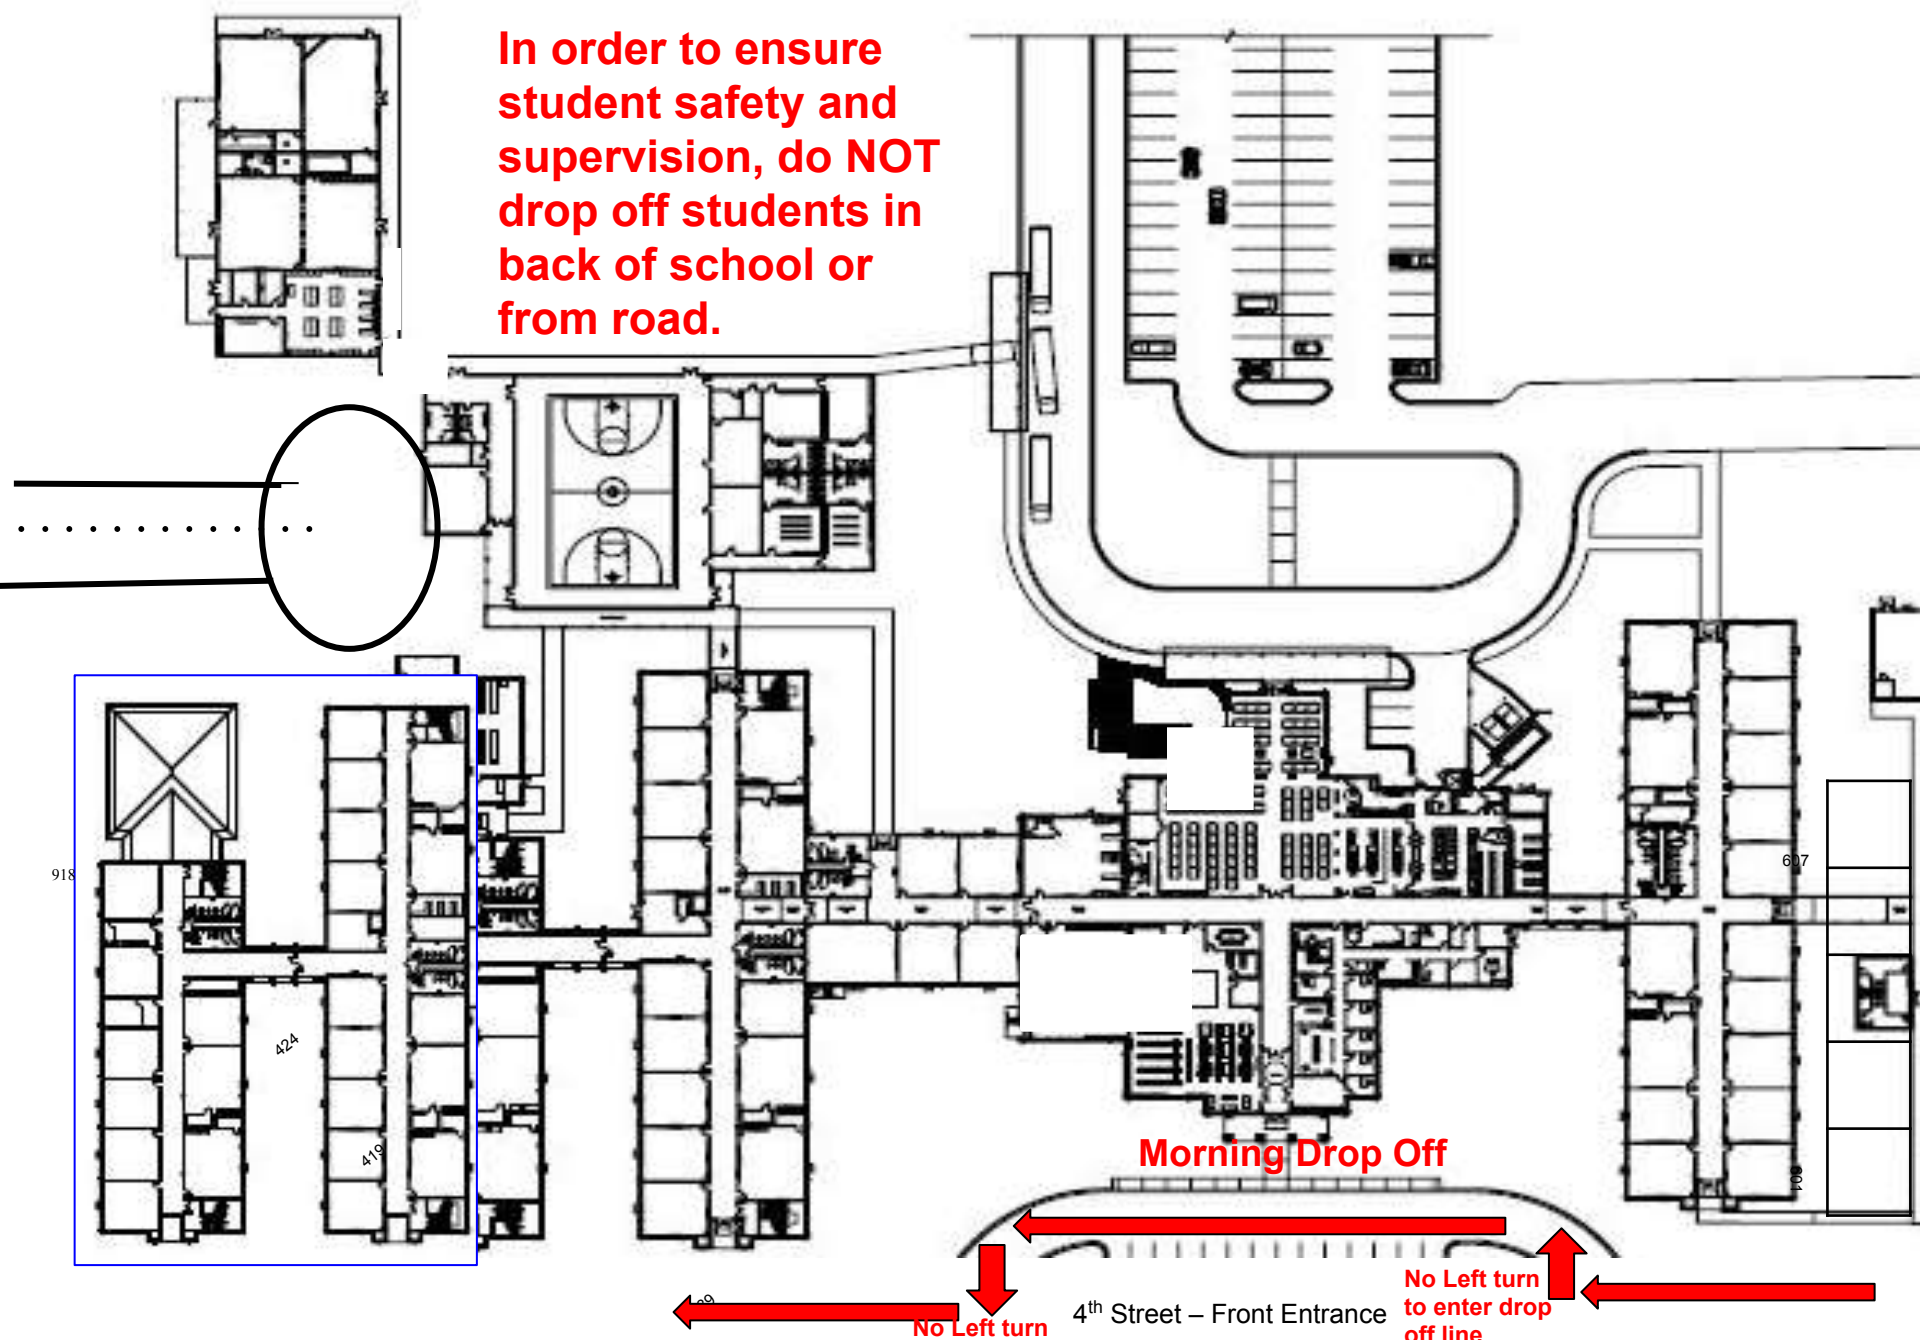 In order to ensure
student safety and
supervision, do NOT
drop off students in
back of school or
from road.
918
607
424
419
601
Morning Drop Off
No Left turn
to enter drop
off line
4th Street – Front Entrance
No Left turn